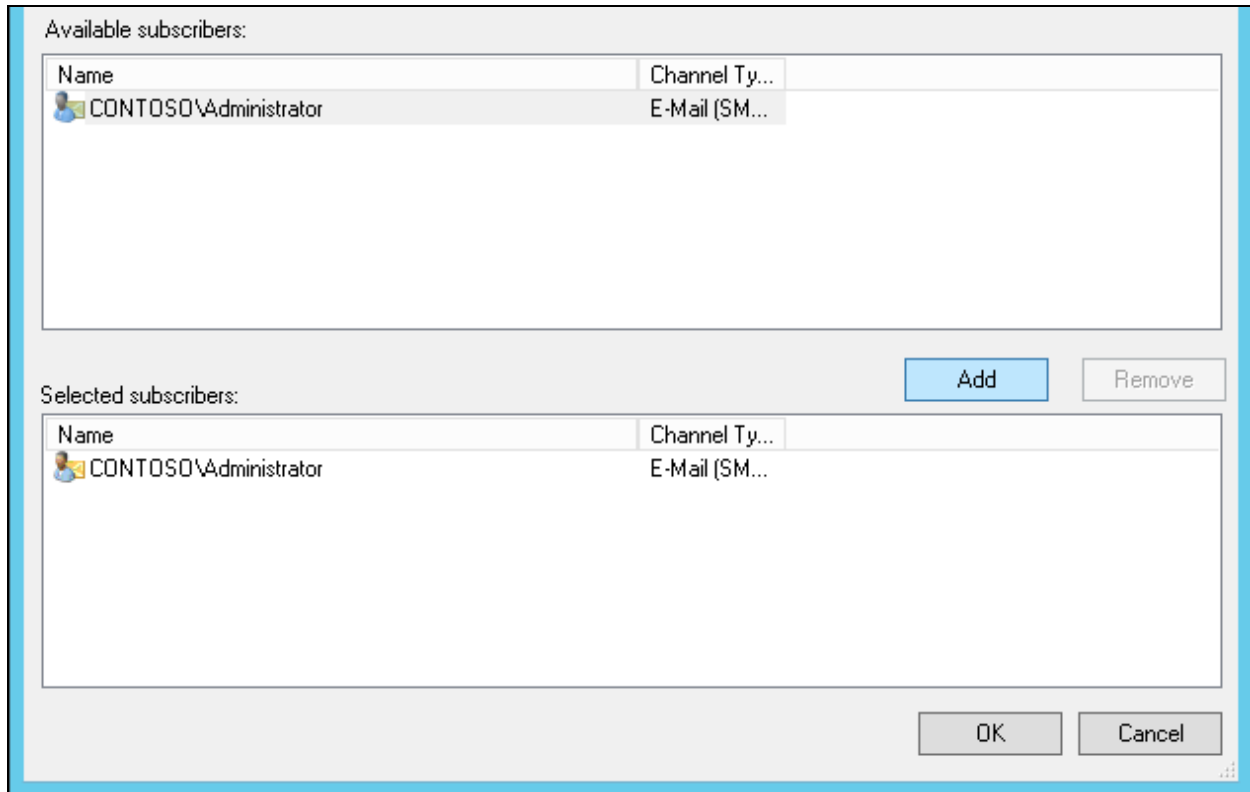 Available subscribers:
Name Channel Ty...
CONTOSO\Administrator E-Mail (SM...
Add Remove
Selected subscribers:
Name Channel Ty...
CONTOSO\Administrator E-Mail (SM...
OK Cancel